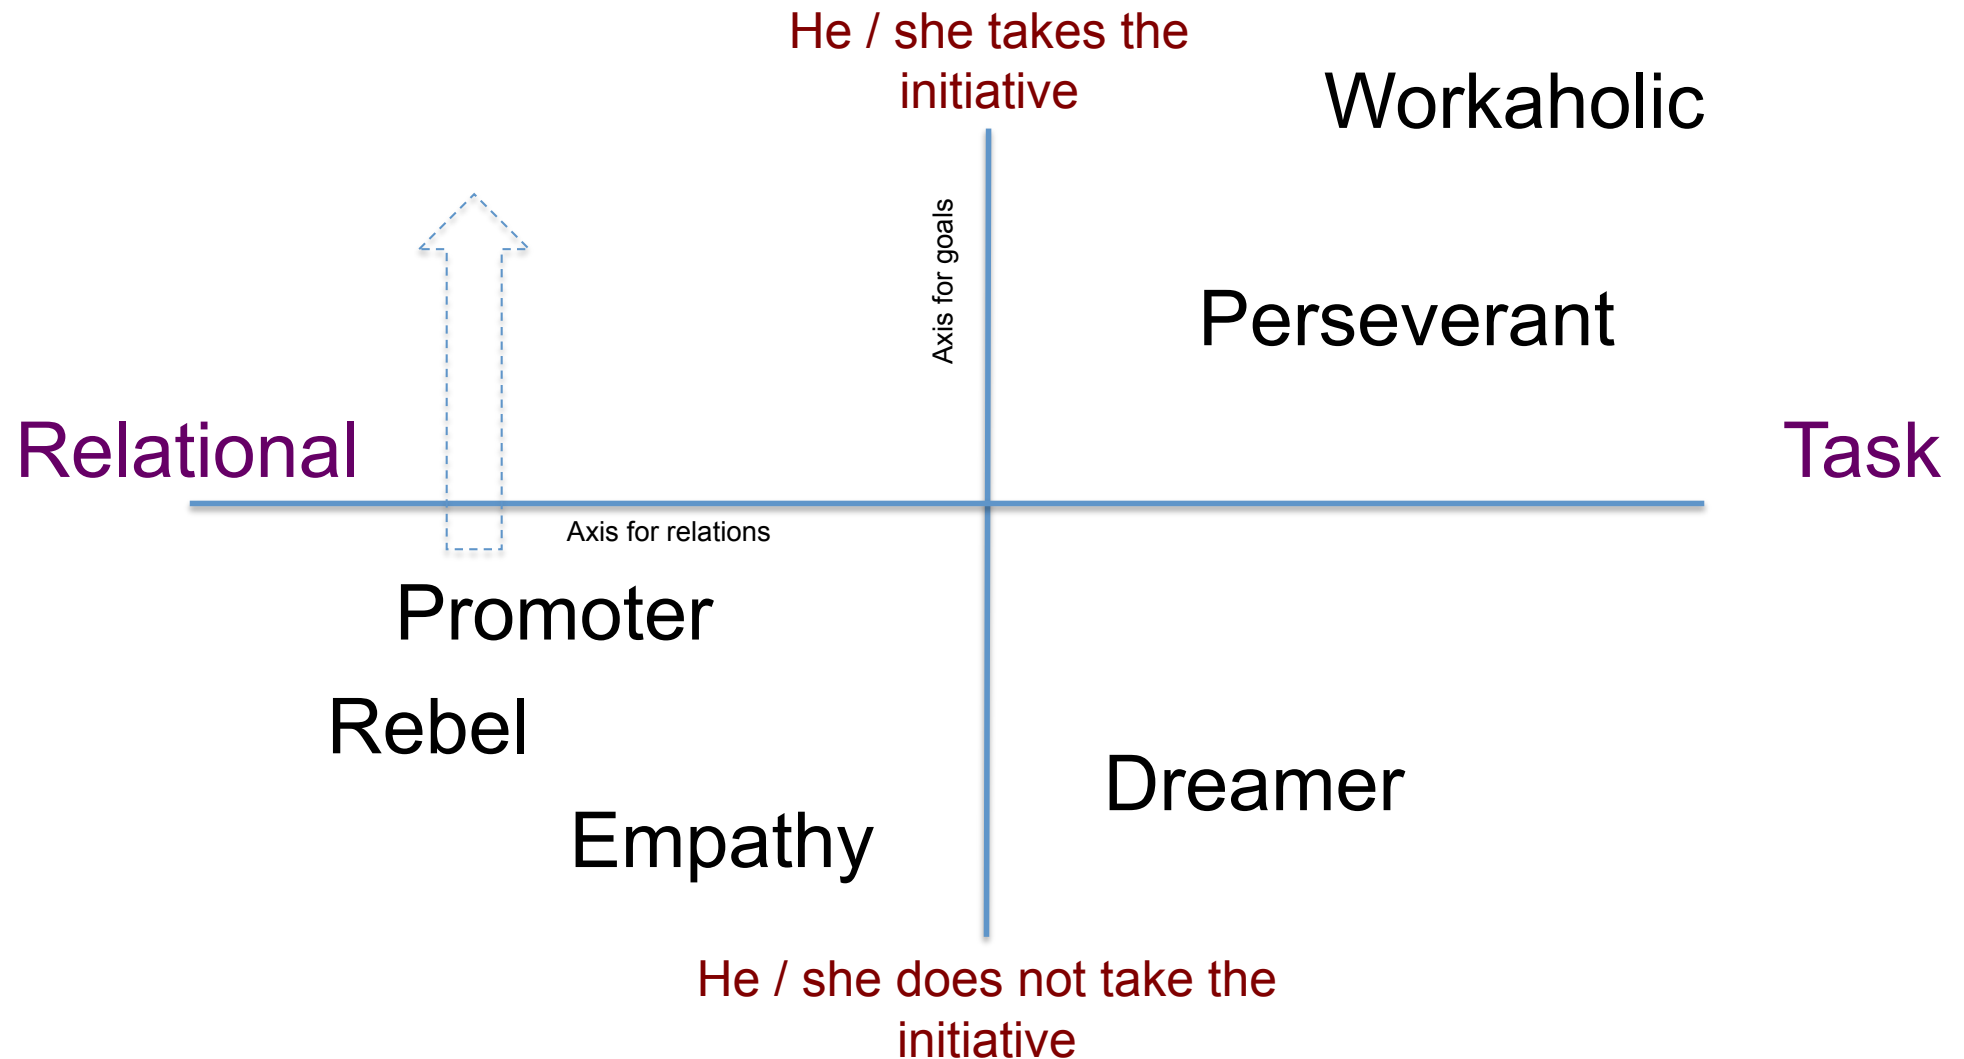 He / she takes the
initiative
Workaholic
Axis for goals
Perseverant
Relational
Task
Axis for relations
Promoter
Rebel
Dreamer
Empathy
He / she does not take the
initiative